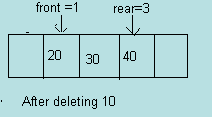 front =1 rear=3
20 30 40
· After deleting 10